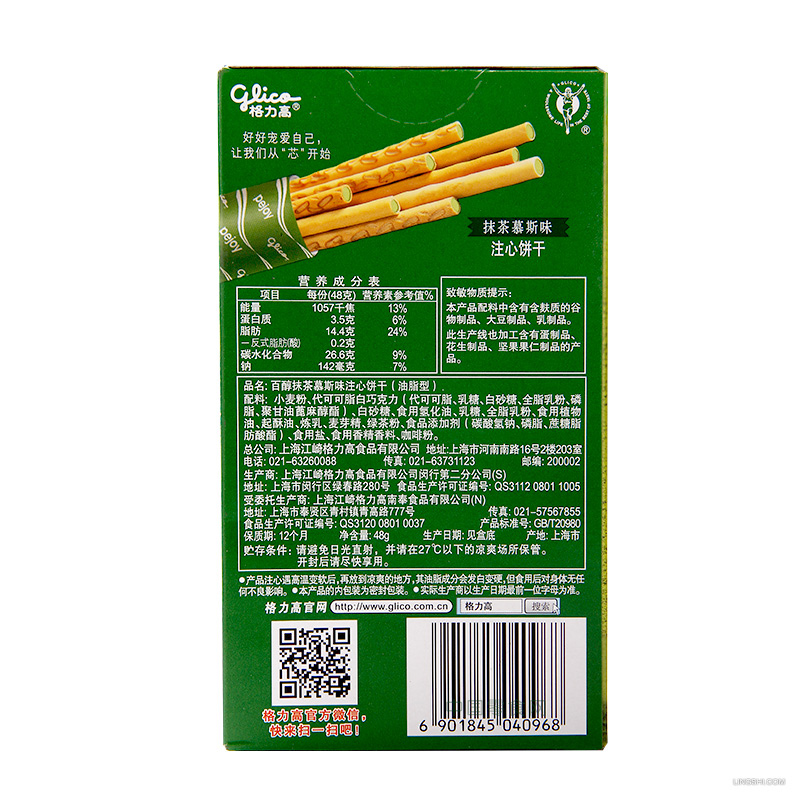 Glico
格力高®
好好宠爱自己,
让我们从“芯”开始
GLICO
®
pejoy
pejoy
Glico
抹茶慕斯味
注心饼干
营养成分表
项目 每份(48克) 营养素参考值%
能量 1057千焦 13%
蛋白质 3.5克 6%
脂肪 14.4克 24%
－反式脂肪(酸) 0.2克
碳水化合物 26.6克 9%
钠 142毫克 7%
致敏物质提示：
本产品配料中含有含麸质的谷
物制品、大豆制品、乳制品。
此生产线也加工含有蛋制品、
花生制品、坚果果仁制品的产
品。
品名：百醇抹茶慕斯味注心饼干（油脂型）.
配料：小麦粉、代可可脂白巧克力（代可可脂、乳糖、白砂糖、全脂乳粉、磷
脂、聚甘油蓖麻醇酯）、白砂糖、食用氢化油、乳糖、全脂乳粉、食用植物
油、起酥油、炼乳、麦芽精、绿茶粉、食品添加剂（碳酸氢钠、磷脂、蔗糖脂
肪酸酯）、食用盐、食用香精香料、咖啡粉。
总公司：上海江崎格力高食品有限公司 地址:上海市河南南路16号2楼203室
电话：021-63260088 传真：021-63731123 邮编：200002
生产商：上海江崎格力高食品有限公司闵行第二分公司(S)
地址：上海市闵行区绿春路280号 食品生产许可证编号：QS3112 0801 1005
受委托生产商：上海江崎格力高南奉食品有限公司(N)
地址：上海市奉贤区青村镇青高路777号 传真：021-57567855
食品生产许可证编号：QS3120 0801 0037 产品标准号：GB/T20980
保质期：12个月 净含量：48g 生产日期：见盒底 产地：上海市
贮存条件：请避免日光直射，并请在27℃以下的凉爽场所保管。
开封后请尽快享用。
●产品注心遇高温变软后，再放到凉爽的地方，其油脂成分会发白变硬，但食用后对身体无任
何不良影响。●本产品的内包装为密封包装。●实际生产商以生产日期最前一位字母为准。
格力高官网 http://www.glico.com.cn 格力高 搜索
格力高官方微信，
快来扫一扫吧！
6 901845 040968
LINGSHI.COM